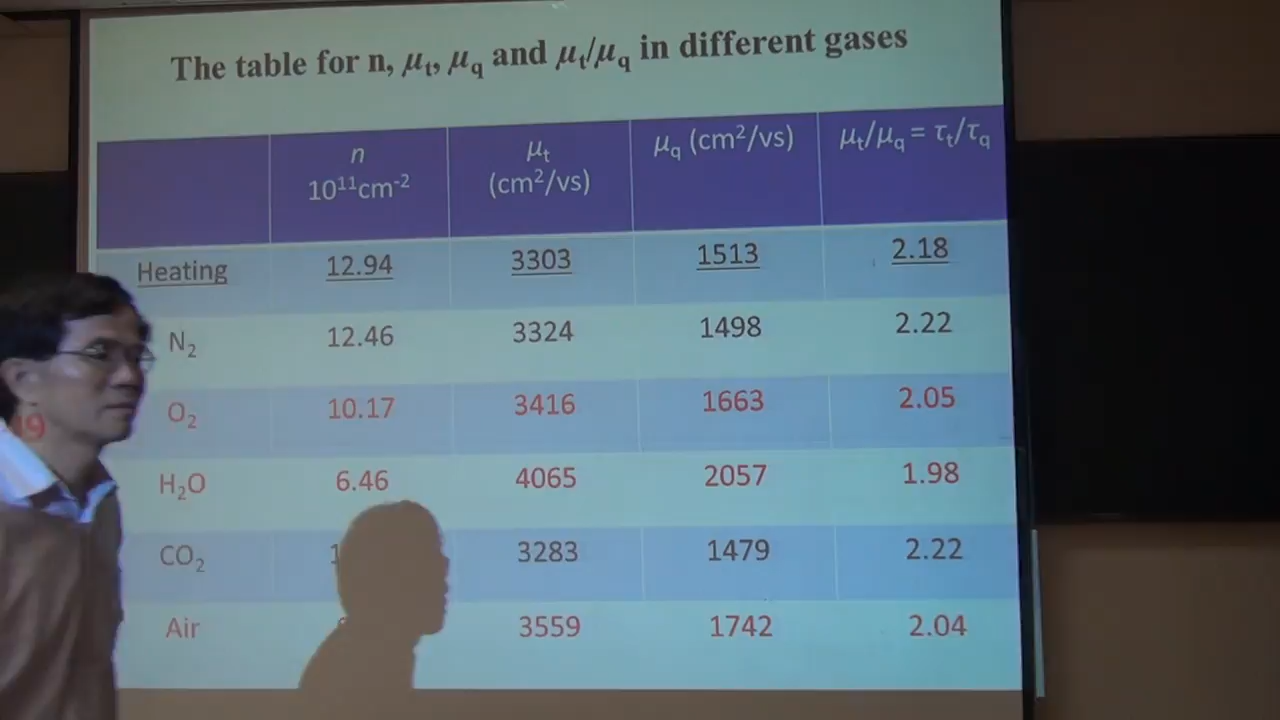 The table for n, μt, μq and μt/μq in different gases
n 10¹¹cm⁻² μt (cm²/vs) μq (cm²/vs) μt/μq = τt/τq
Heating 12.94 3303 1513 2.18
N₂ 12.46 3324 1498 2.22
O₂ 10.17 3416 1663 2.05
H₂O 6.46 4065 2057 1.98
CO₂ 3283 1479 2.22
Air 3559 1742 2.04